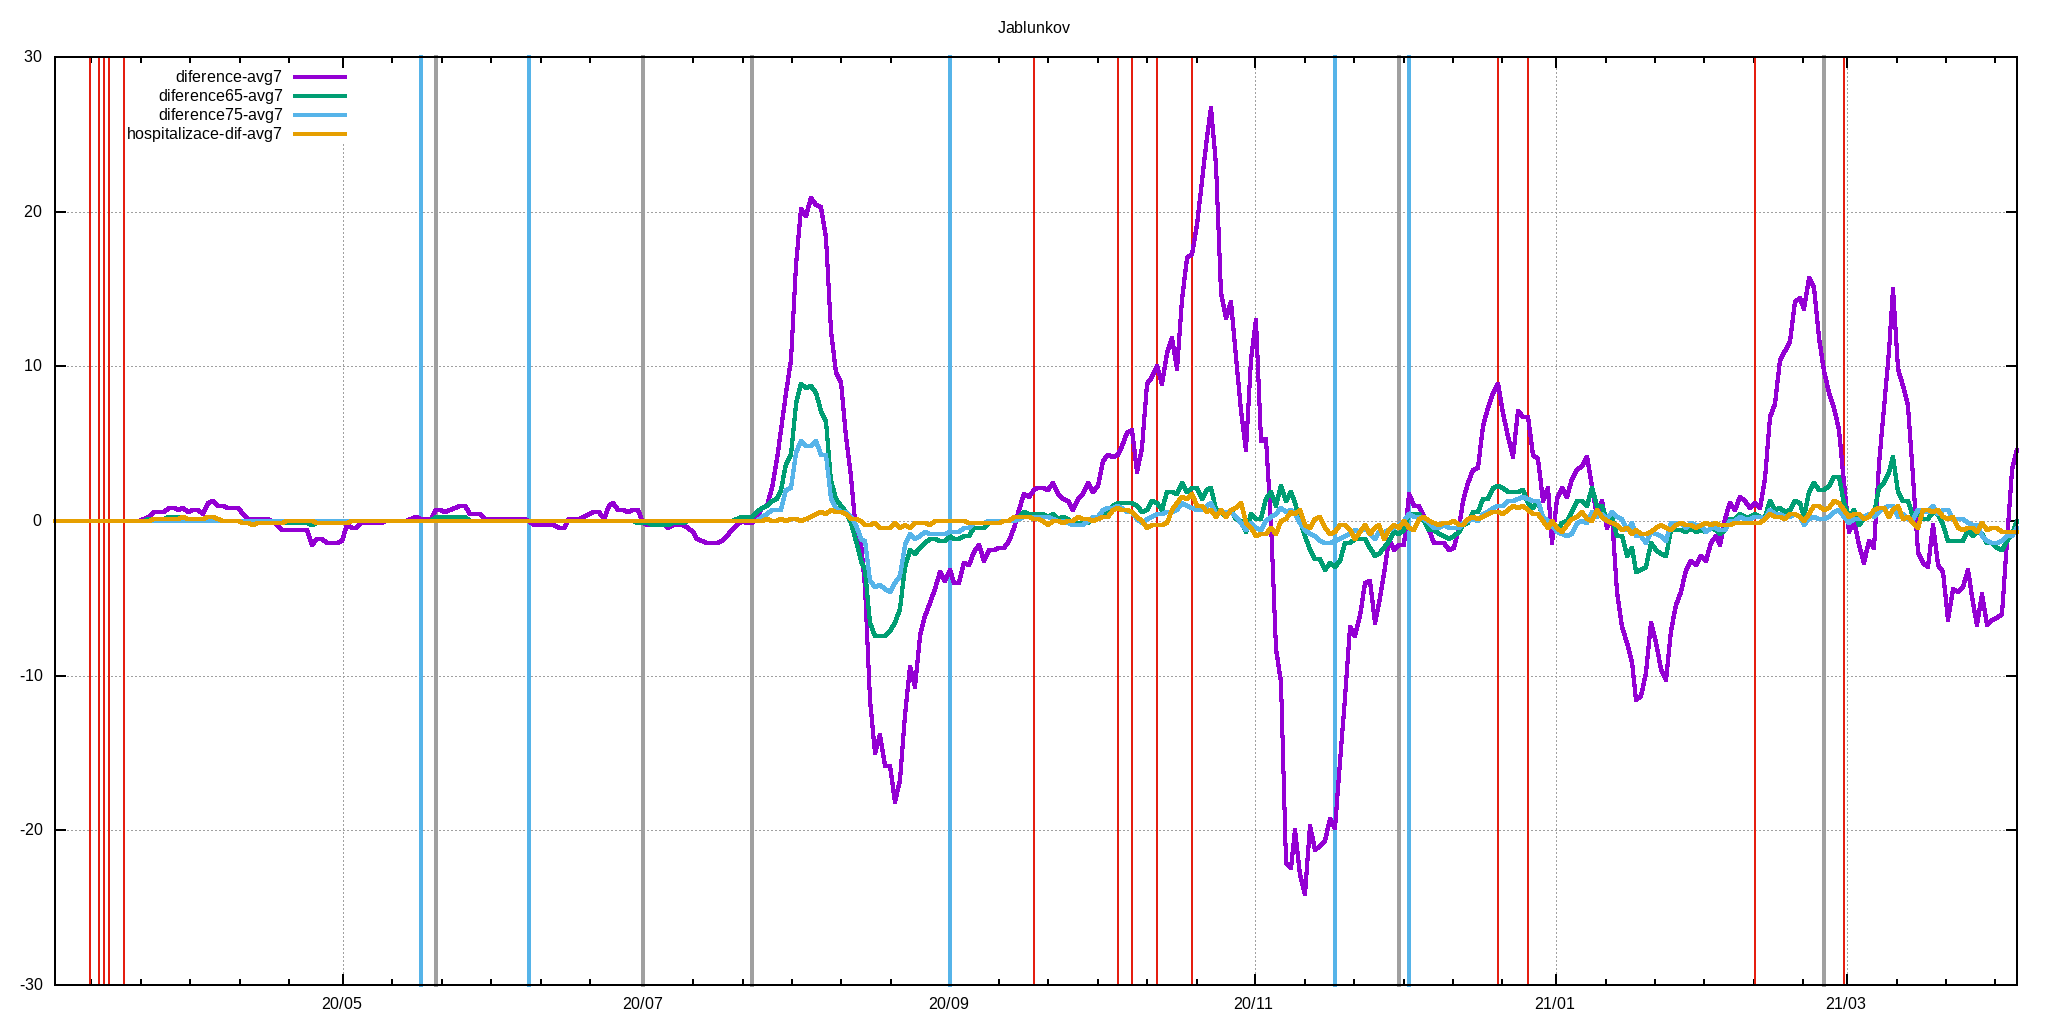 Jablunkov
30
diference-avg7
diference65-avg7
diference75-avg7
hospitalizace-dif-avg7
20
10
0
-10
-20
-30
20/05 20/07 20/09 20/11 21/01 21/03